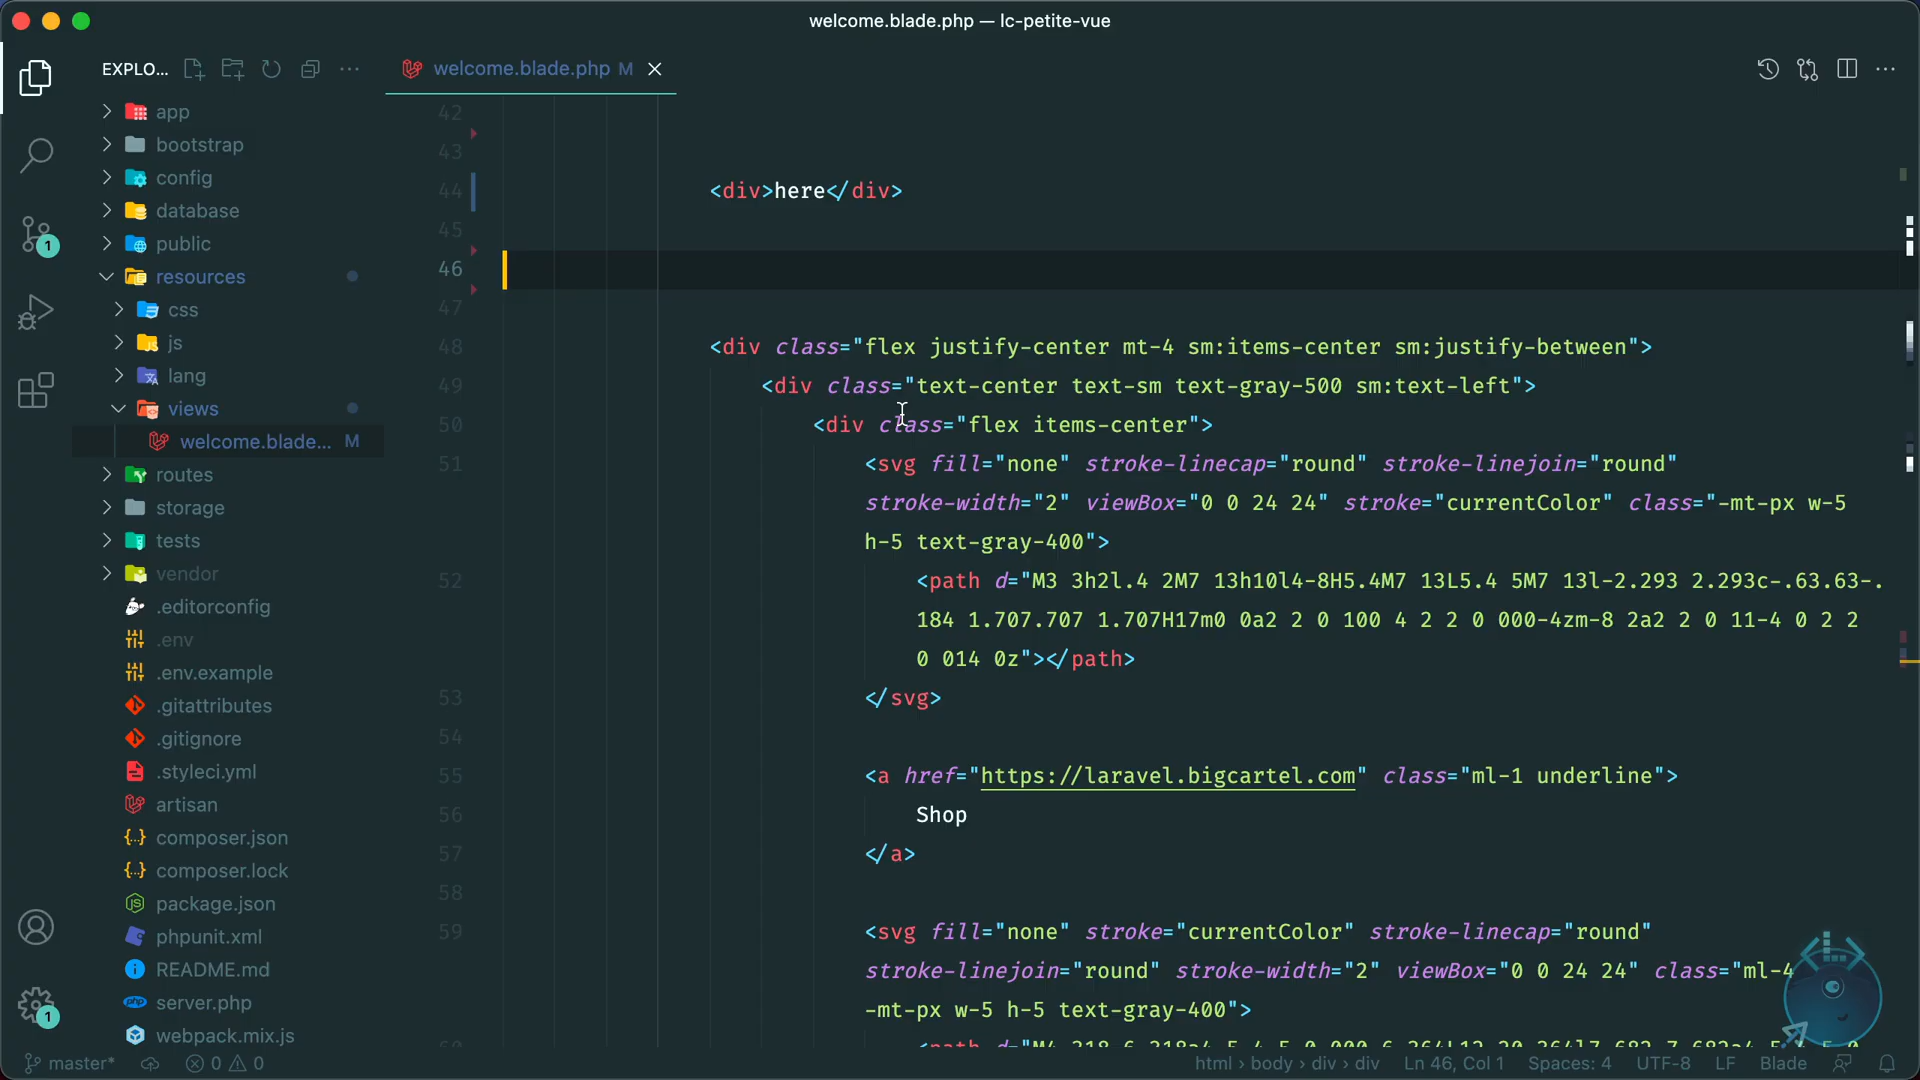 welcome.blade.php — lc-petite-vue
EXPLO...
welcome.blade.php M
app
bootstrap
config
database
public
resources
css
js
lang
views
welcome.blade... M
routes
storage
tests
vendor
.editorconfig
.env
.env.example
.gitattributes
.gitignore
.styleci.yml
artisan
composer.json
composer.lock
package.json
phpunit.xml
README.md
server.php
webpack.mix.js
1
1
42
43
44 <div>here</div>
45
46
47
48 <div class="flex justify-center mt-4 sm:items-center sm:justify-between">
49 <div class="text-center text-sm text-gray-500 sm:text-left">
50 <div class="flex items-center">
51 <svg fill="none" stroke-linecap="round" stroke-linejoin="round"
stroke-width="2" viewBox="0 0 24 24" stroke="currentColor" class="-mt-px w-5
h-5 text-gray-400">
52 <path d="M3 3h2l.4 2M7 13h10l4-8H5.4M7 13L5.4 5M7 13l-2.293 2.293c-.63.63-.
184 1.707.707 1.707H17m0 0a2 2 0 100 4 2 2 0 000-4zm-8 2a2 2 0 11-4 0 2 2
0 014 0z"></path>
53 </svg>
54
55 <a href="https://laravel.bigcartel.com" class="ml-1 underline">
56 Shop
57 </a>
58
59 <svg fill="none" stroke="currentColor" stroke-linecap="round"
stroke-linejoin="round" stroke-width="2" viewBox="0 0 24 24" class="ml-4
-mt-px w-5 h-5 text-gray-400">
master* 0 0 html › body › div › div Ln 46, Col 1 Spaces: 4 UTF-8 LF Blade